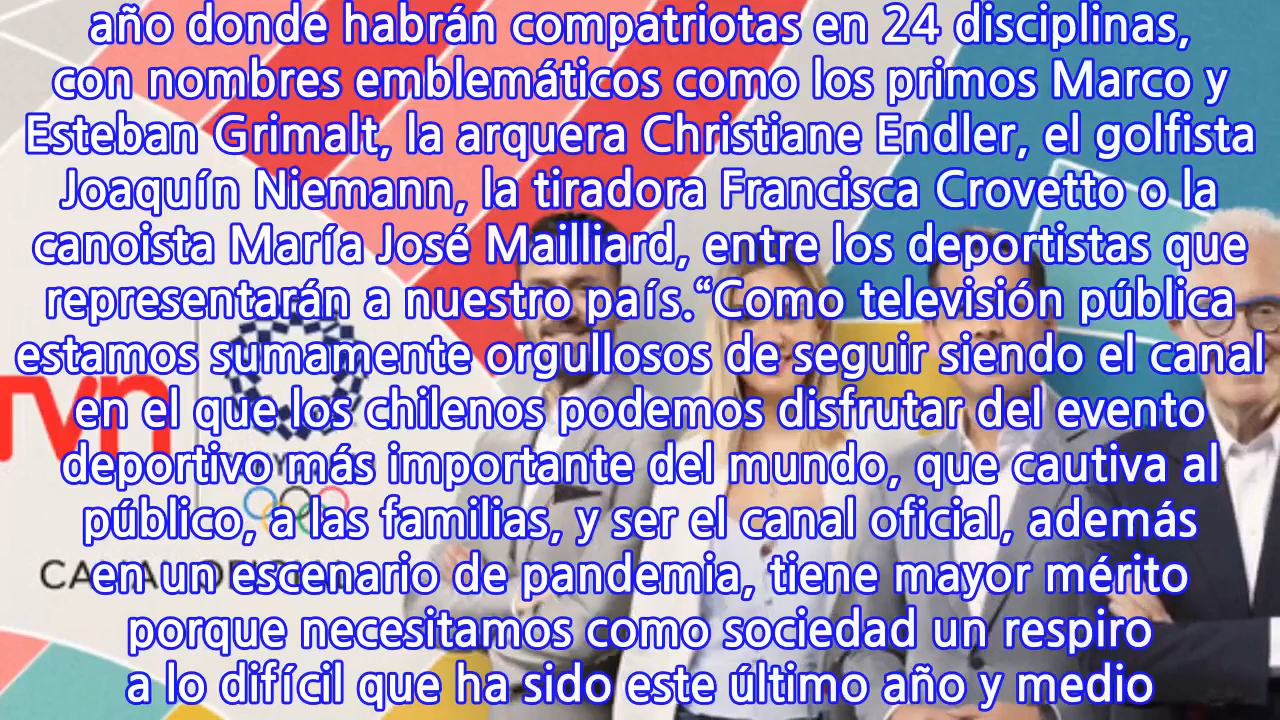 año donde habrán compatriotas en 24 disciplinas,
con nombres emblemáticos como los primos Marco y
Esteban Grimalt, la arquera Christiane Endler, el golfista
Joaquín Niemann, la tiradora Francisca Crovetto o la
canoista María José Mailliard, entre los deportistas que
representarán a nuestro país.“Como televisión pública
estamos sumamente orgullosos de seguir siendo el canal
en el que los chilenos podemos disfrutar del evento
deportivo más importante del mundo, que cautiva al
público, a las familias, y ser el canal oficial, además
en un escenario de pandemia, tiene mayor mérito
porque necesitamos como sociedad un respiro
a lo difícil que ha sido este último año y medio
tvn